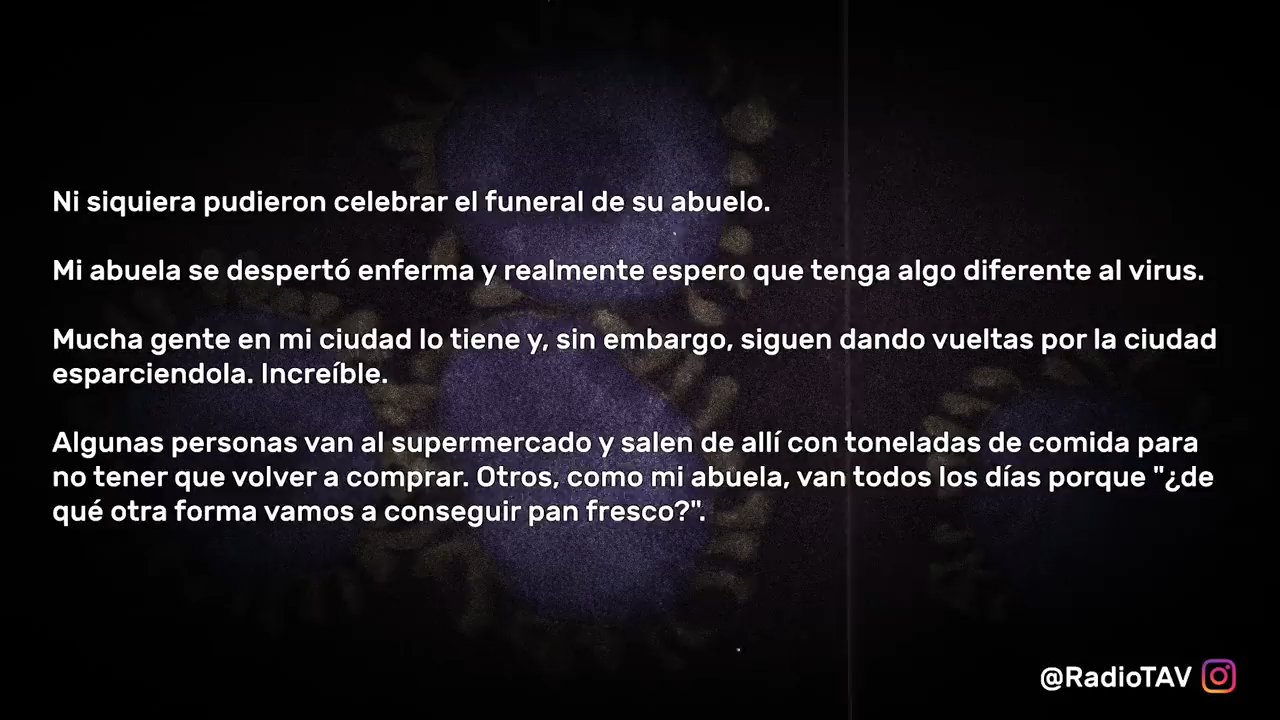 Ni siquiera pudieron celebrar el funeral de su abuelo.
Mi abuela se despertó enferma y realmente espero que tenga algo diferente al virus.
Mucha gente en mi ciudad lo tiene y, sin embargo, siguen dando vueltas por la ciudad
esparciendola. Increíble.
Algunas personas van al supermercado y salen de allí con toneladas de comida para
no tener que volver a comprar. Otros, como mi abuela, van todos los días porque "¿de
qué otra forma vamos a conseguir pan fresco?".
@RadioTAV